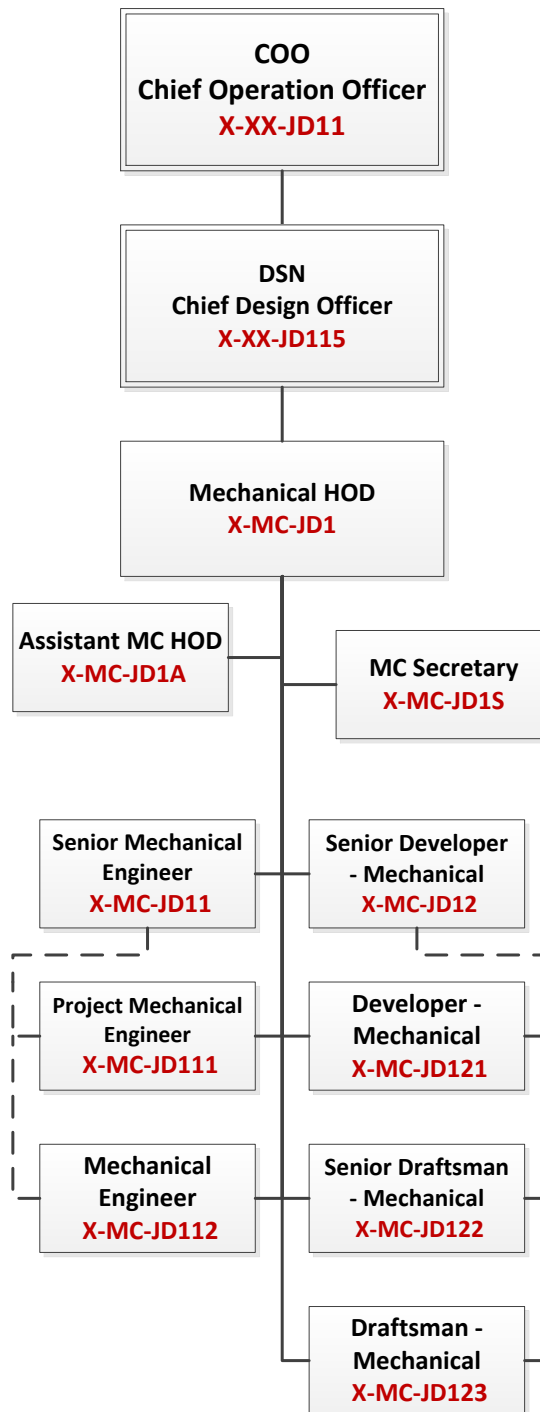 COO
Chief Operation Officer
X-XX-JD11
DSN
Chief Design Officer
X-XX-JD115
Mechanical HOD
X-MC-JD1
Assistant MC HOD
X-MC-JD1A
MC Secretary
X-MC-JD1S
Senior Mechanical
Engineer
X-MC-JD11
Senior Developer
- Mechanical
X-MC-JD12
Project Mechanical
Engineer
X-MC-JD111
Developer -
Mechanical
X-MC-JD121
Mechanical
Engineer
X-MC-JD112
Senior Draftsman
- Mechanical
X-MC-JD122
Draftsman -
Mechanical
X-MC-JD123